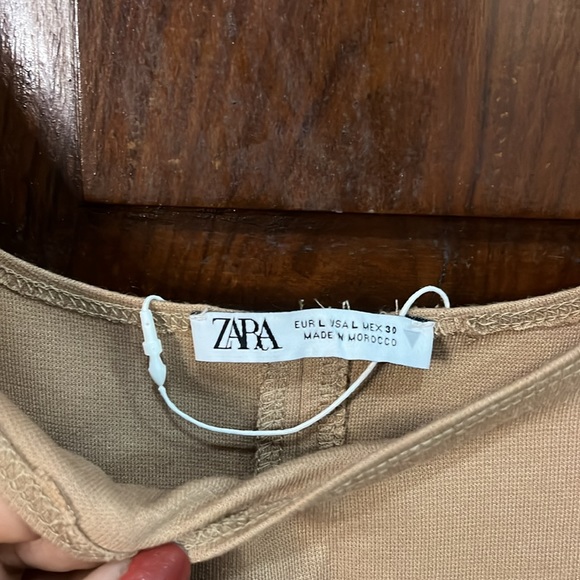 ZARA
EUR L USA L MEX 30
MADE IN MOROCCO